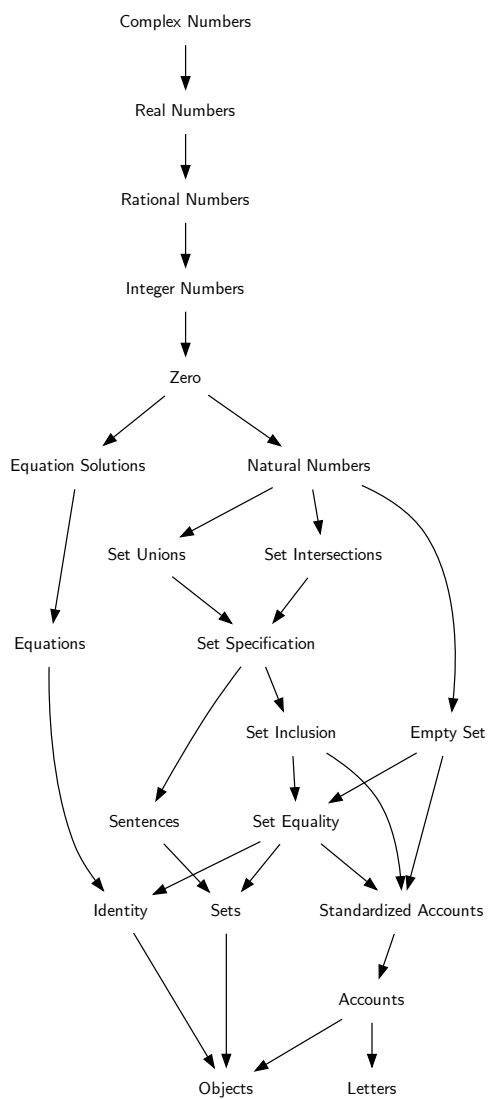 Complex Numbers
Real Numbers
Rational Numbers
Integer Numbers
Zero
Equation Solutions
Natural Numbers
Set Unions
Set Intersections
Equations
Set Specification
Set Inclusion
Empty Set
Sentences
Set Equality
Identity
Sets
Standardized Accounts
Accounts
Objects
Letters